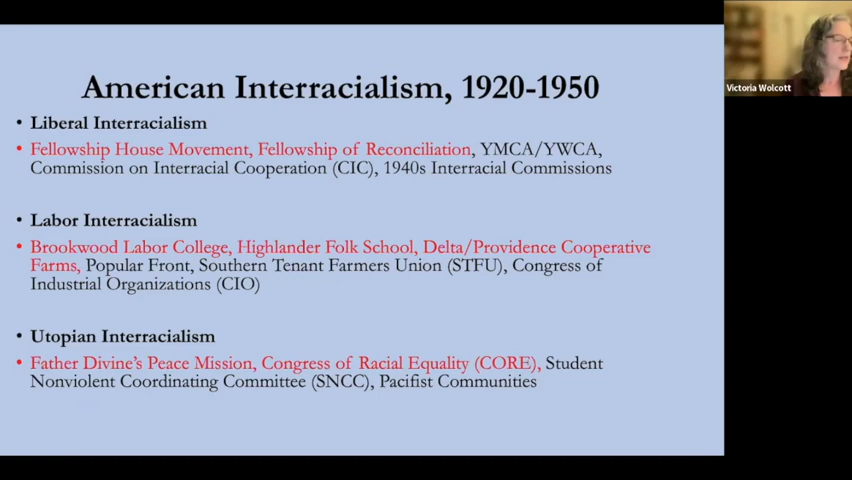 American Interracialism, 1920-1950
• Liberal Interracialism
• Fellowship House Movement, Fellowship of Reconciliation, YMCA/YWCA,
Commission on Interracial Cooperation (CIC), 1940s Interracial Commissions
• Labor Interracialism
• Brookwood Labor College, Highlander Folk School, Delta/Providence Cooperative
Farms, Popular Front, Southern Tenant Farmers Union (STFU), Congress of
Industrial Organizations (CIO)
• Utopian Interracialism
• Father Divine's Peace Mission, Congress of Racial Equality (CORE), Student
Nonviolent Coordinating Committee (SNCC), Pacifist Communities
Victoria Wolcott